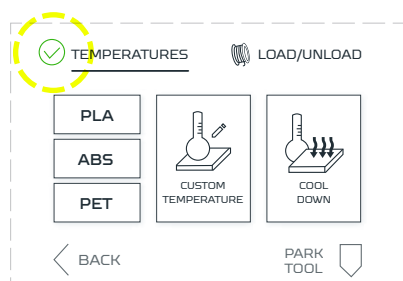 TEMPERATURES
LOAD/UNLOAD
PLA
ABS
PET
CUSTOM
TEMPERATURE
COOL
DOWN
BACK
PARK
TOOL